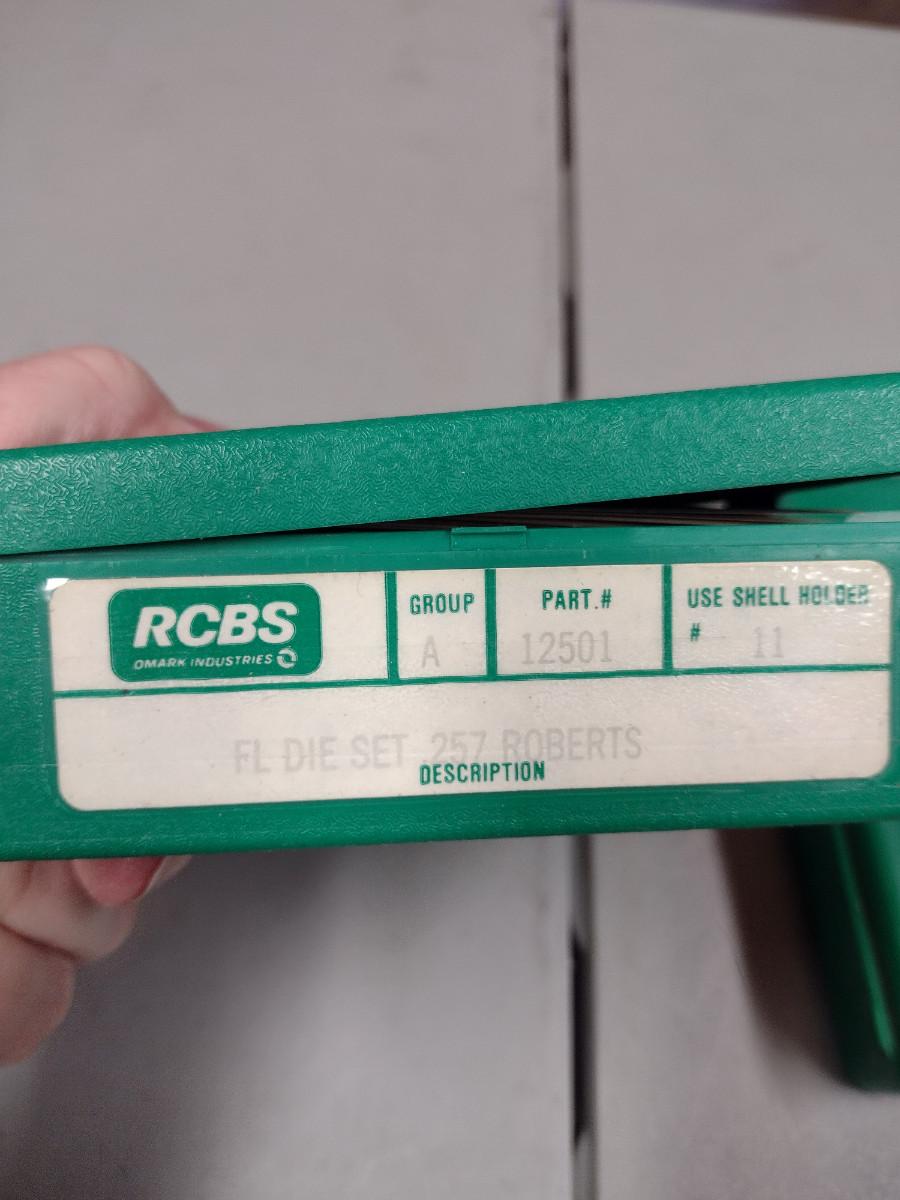 RCBS
OMARK INDUSTRIES
GROUP
A
PART.#
12501
USE SHELL HOLDER
# 11
FL DIE SET 257 ROBERTS
DESCRIPTION